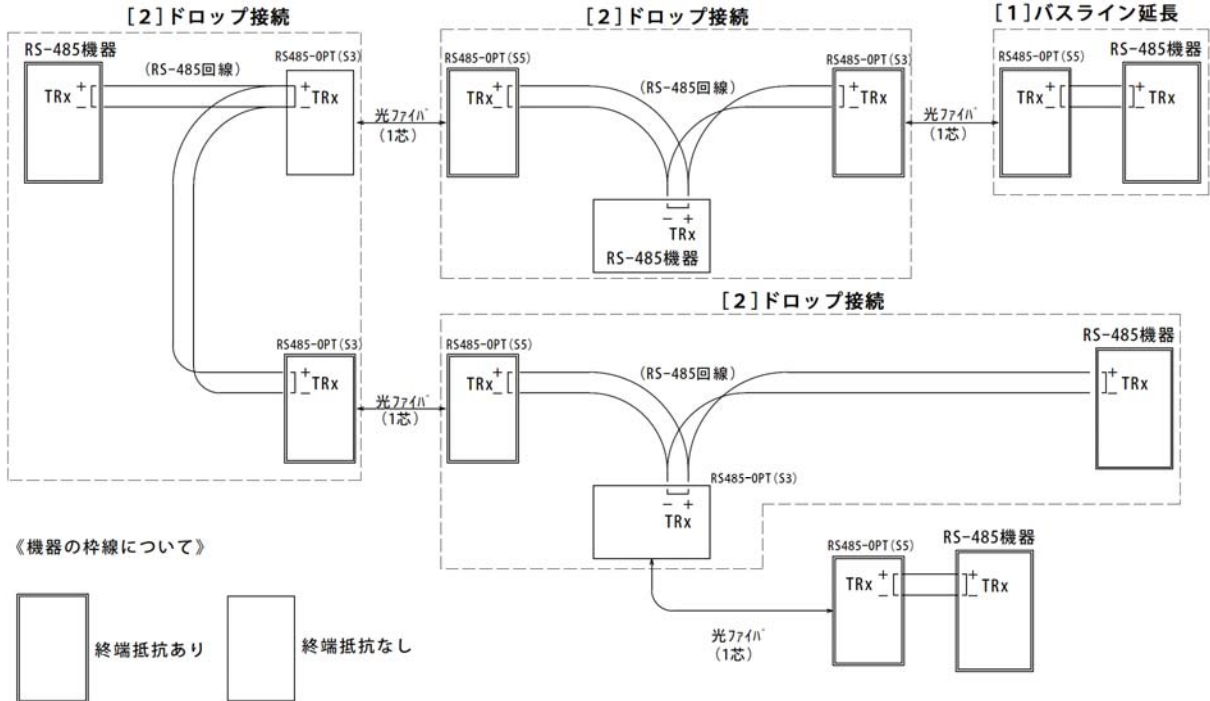 [２]ドロップ接続
RS-485機器
(RS-485回線)
RS485-OPT(S3)
TRx
+
−
+
−
TRx
RS485-OPT(S3)
+
−
TRx
光ﾌｧｲﾊﾞ
(1芯)
光ﾌｧｲﾊﾞ
(1芯)
[２]ドロップ接続
RS485-OPT(S5)
(RS-485回線)
RS485-OPT(S3)
TRx
+
−
+
−
TRx
− +
TRx
RS-485機器
光ﾌｧｲﾊﾞ
(1芯)
[１]バスライン延長
RS485-OPT(S5)
RS-485機器
TRx
+
−
+
−
TRx
[２]ドロップ接続
RS485-OPT(S5)
(RS-485回線)
RS-485機器
TRx
+
−
+
−
TRx
RS485-OPT(S3)
− +
TRx
光ﾌｧｲﾊﾞ
(1芯)
RS485-OPT(S5)
RS-485機器
TRx
+
−
+
−
TRx
《機器の枠線について》
終端抵抗あり
終端抵抗なし